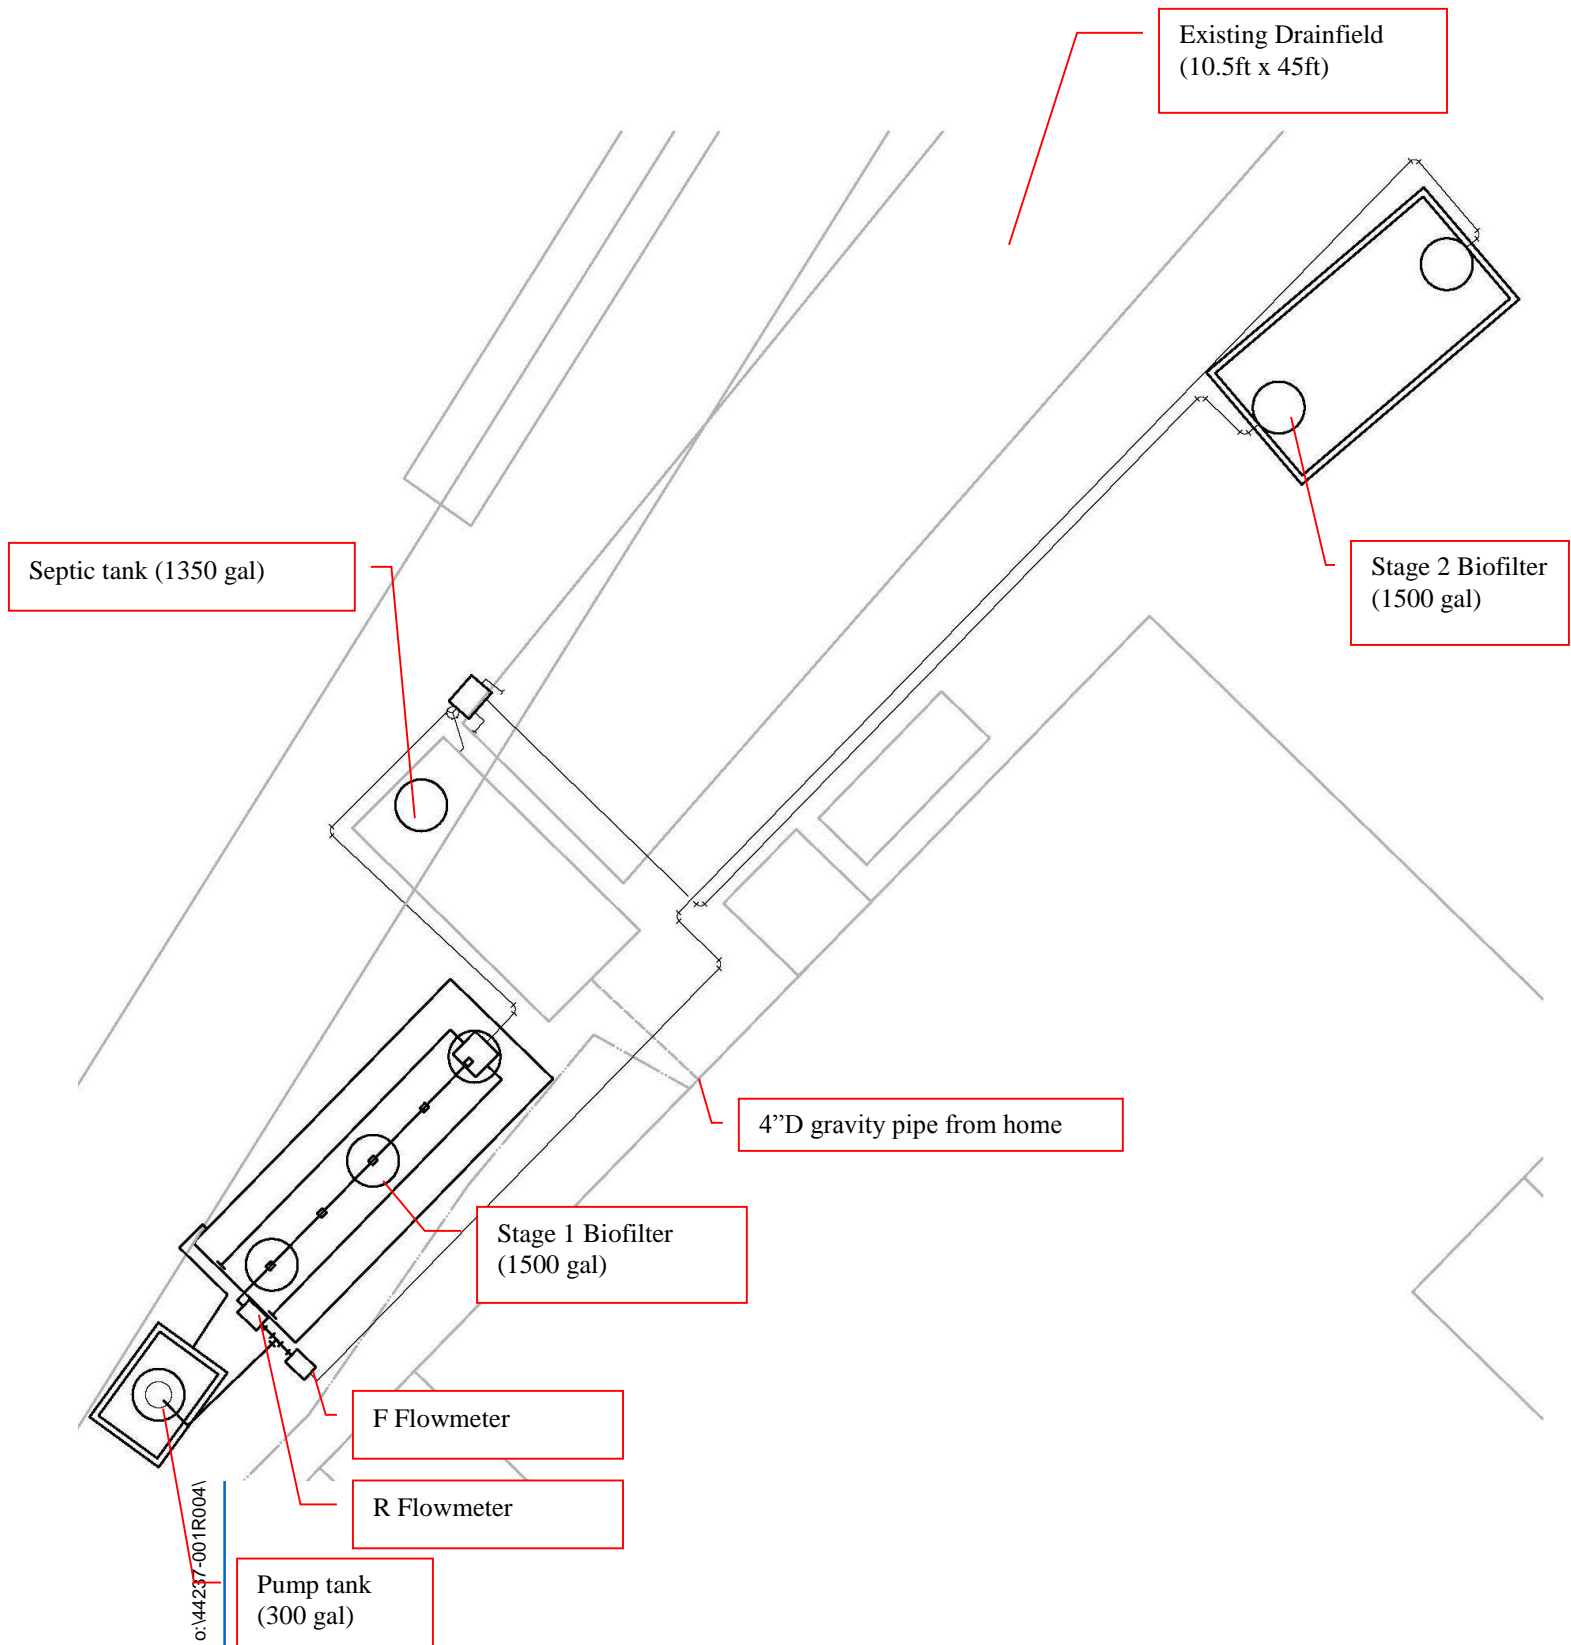 Existing Drainfield
(10.5ft x 45ft)
Septic tank (1350 gal)
Stage 2 Biofilter
(1500 gal)
4”D gravity pipe from home
Stage 1 Biofilter
(1500 gal)
F Flowmeter
R Flowmeter
Pump tank
(300 gal)
o:\44237-001R004\